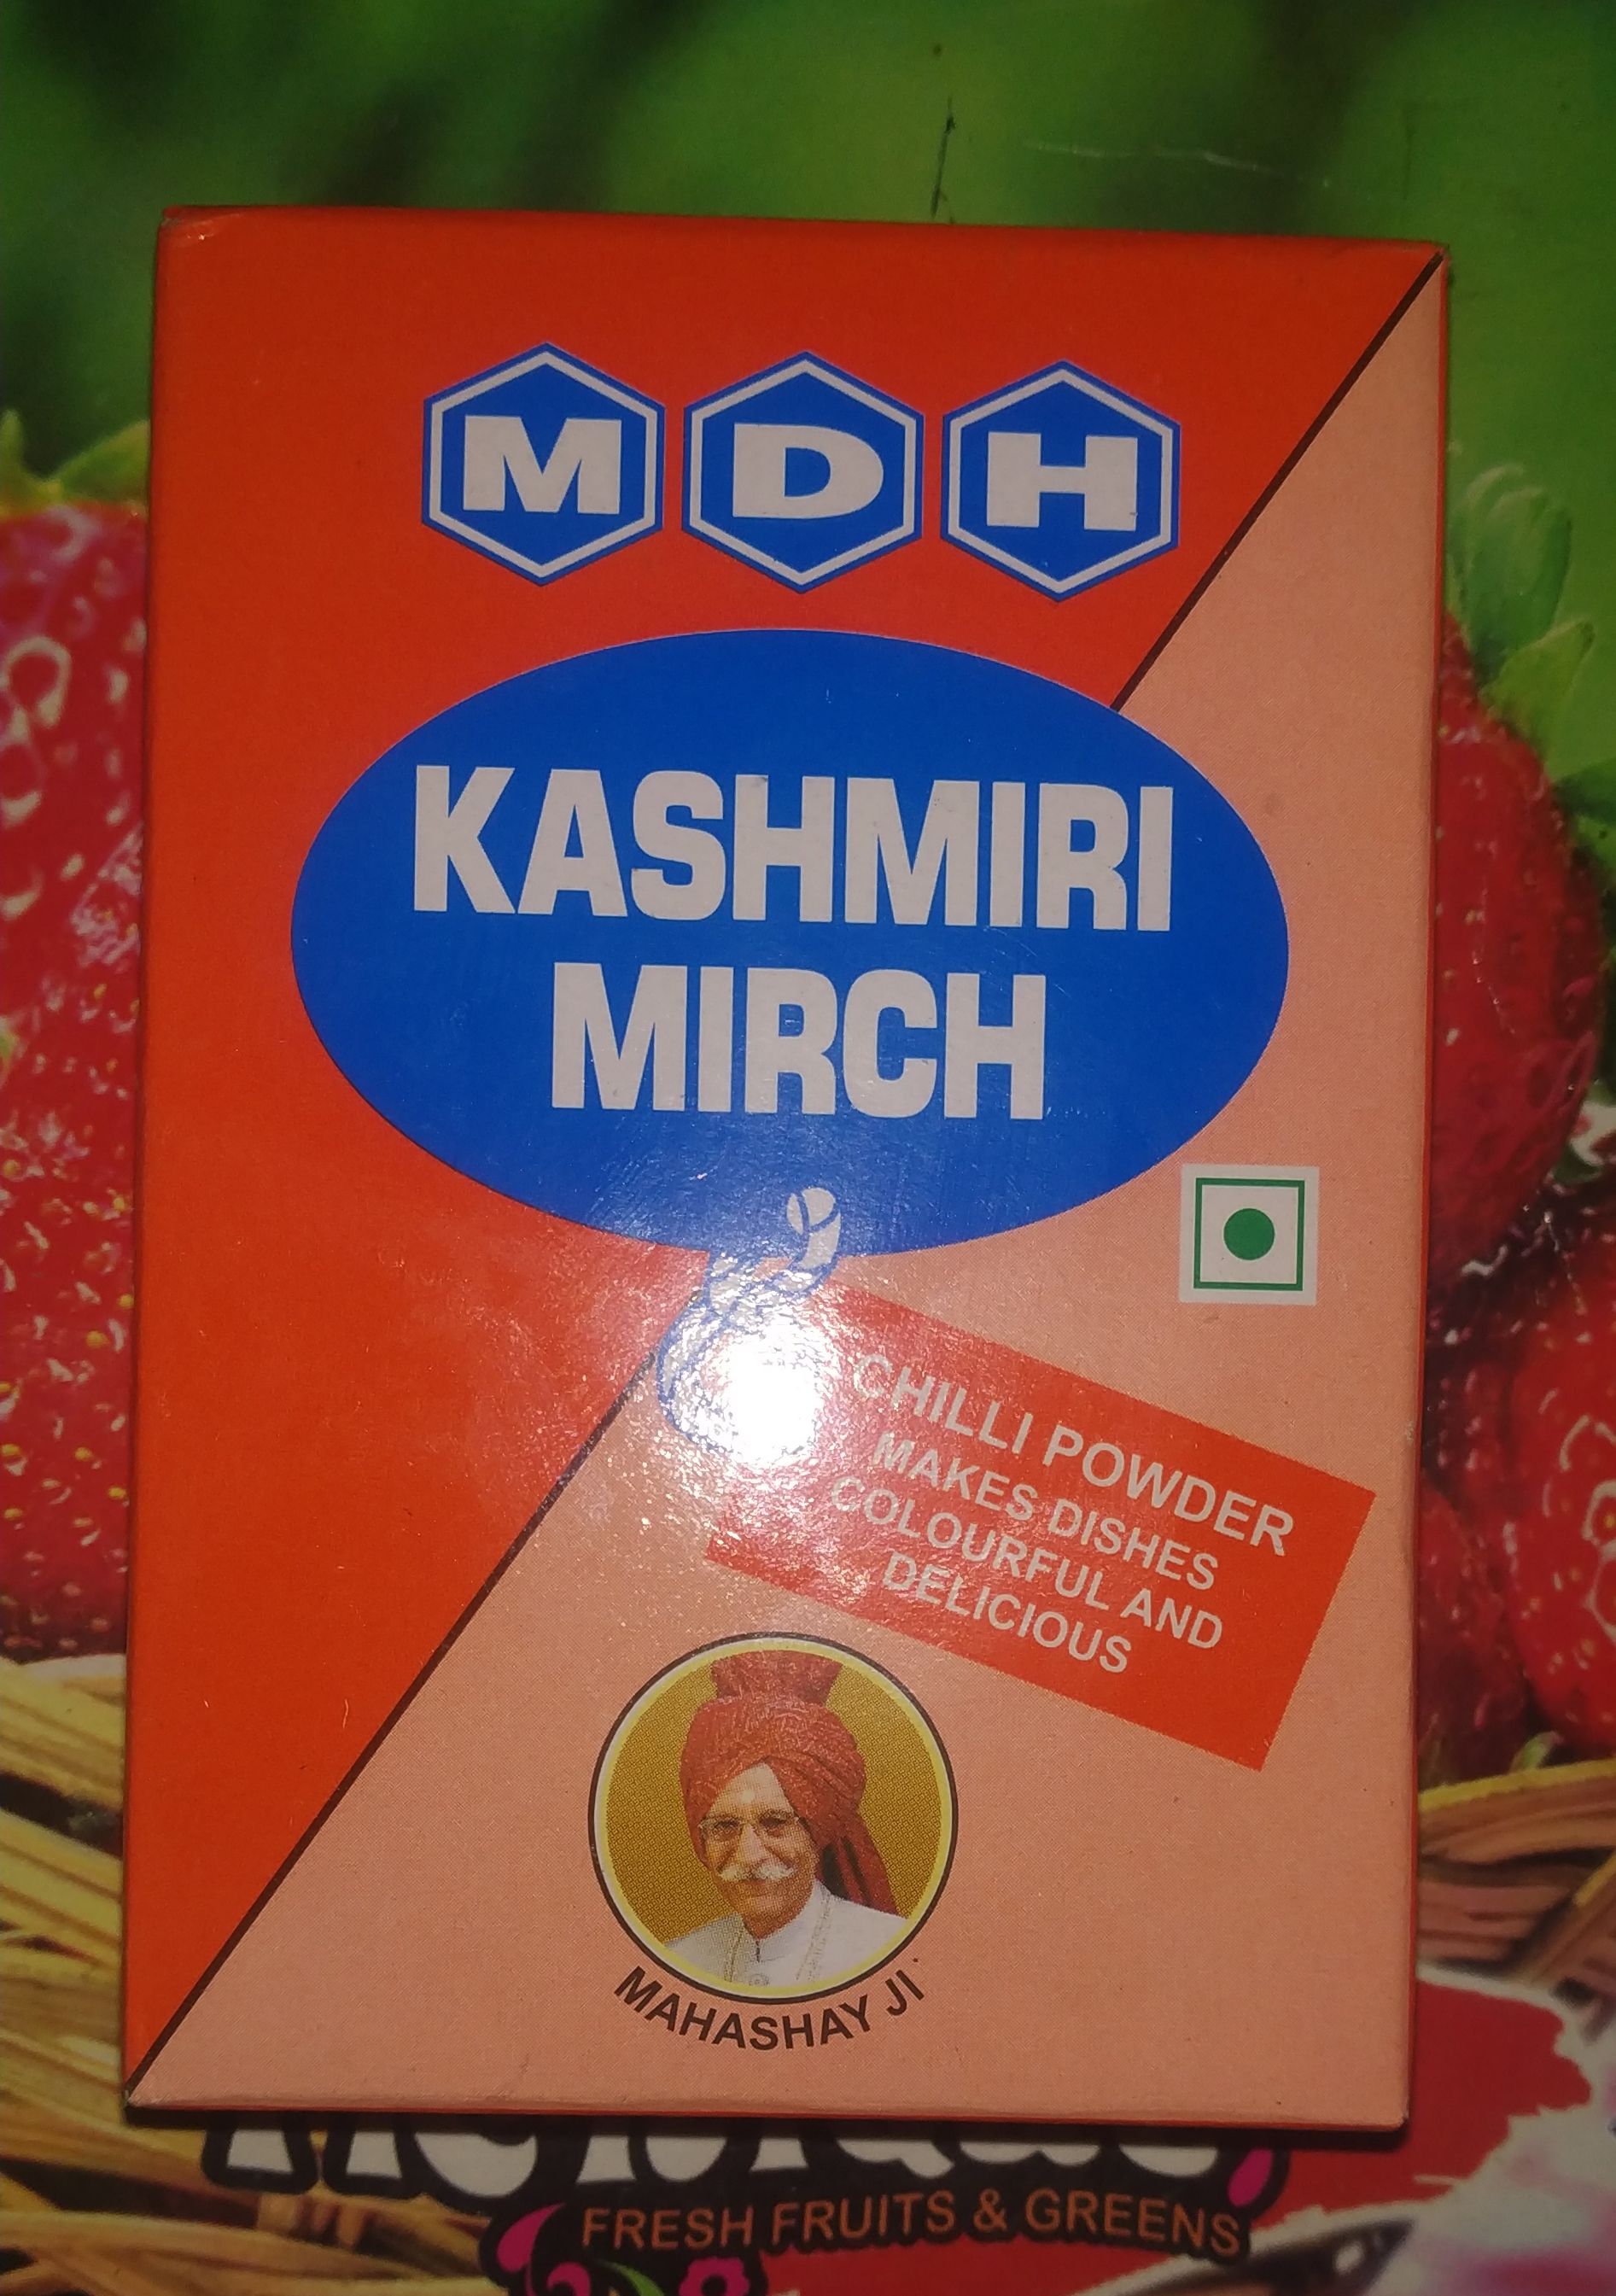 MDH
KASHMIRI
MIRCH
CHILLI POWDER
MAKES DISHES
COLOURFUL AND
DELICIOUS
MAHASHAY JI
FRESH FRUITS & GREENS